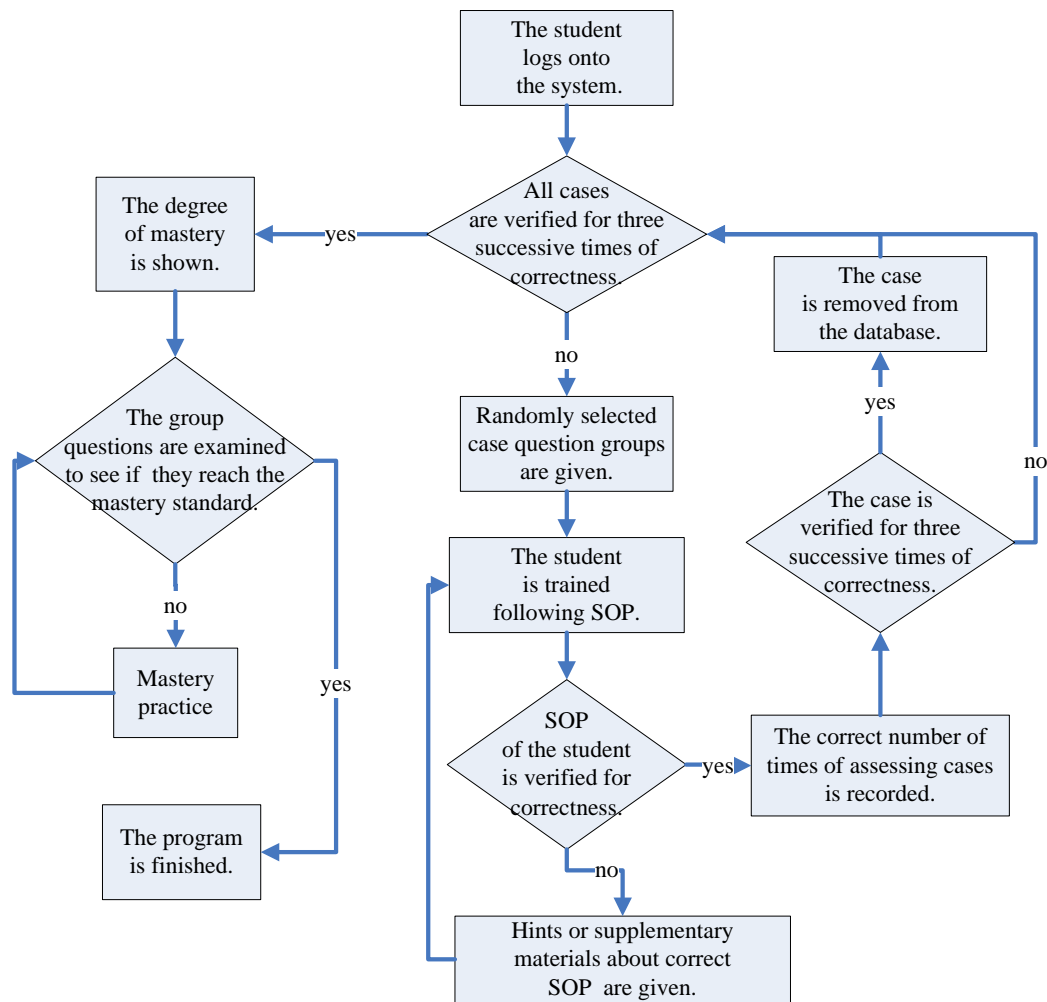 The student
logs onto
the system.
All cases
are verified for three
successive times of
correctness.
yes
The degree
of mastery
is shown.
The case
is removed from
the database.
no
Randomly selected
case question groups
are given.
yes
no
The group
questions are examined
to see if they reach the
mastery standard.
The case is
verified for three
successive times of
correctness.
The student
is trained
following SOP.
no
yes
Mastery
practice
SOP
of the student
is verified for
correctness.
yes
The correct number of
times of assessing cases
is recorded.
The program
is finished.
no
Hints or supplementary
materials about correct
SOP are given.